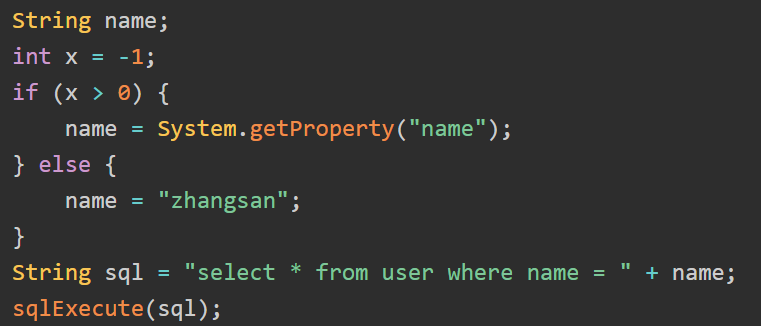 String name;
int x = -1;
if (x > 0) {
    name = System.getProperty("name");
} else {
    name = "zhangsan";
}
String sql = "select * from user where name = " + name;
sqlExecute(sql);